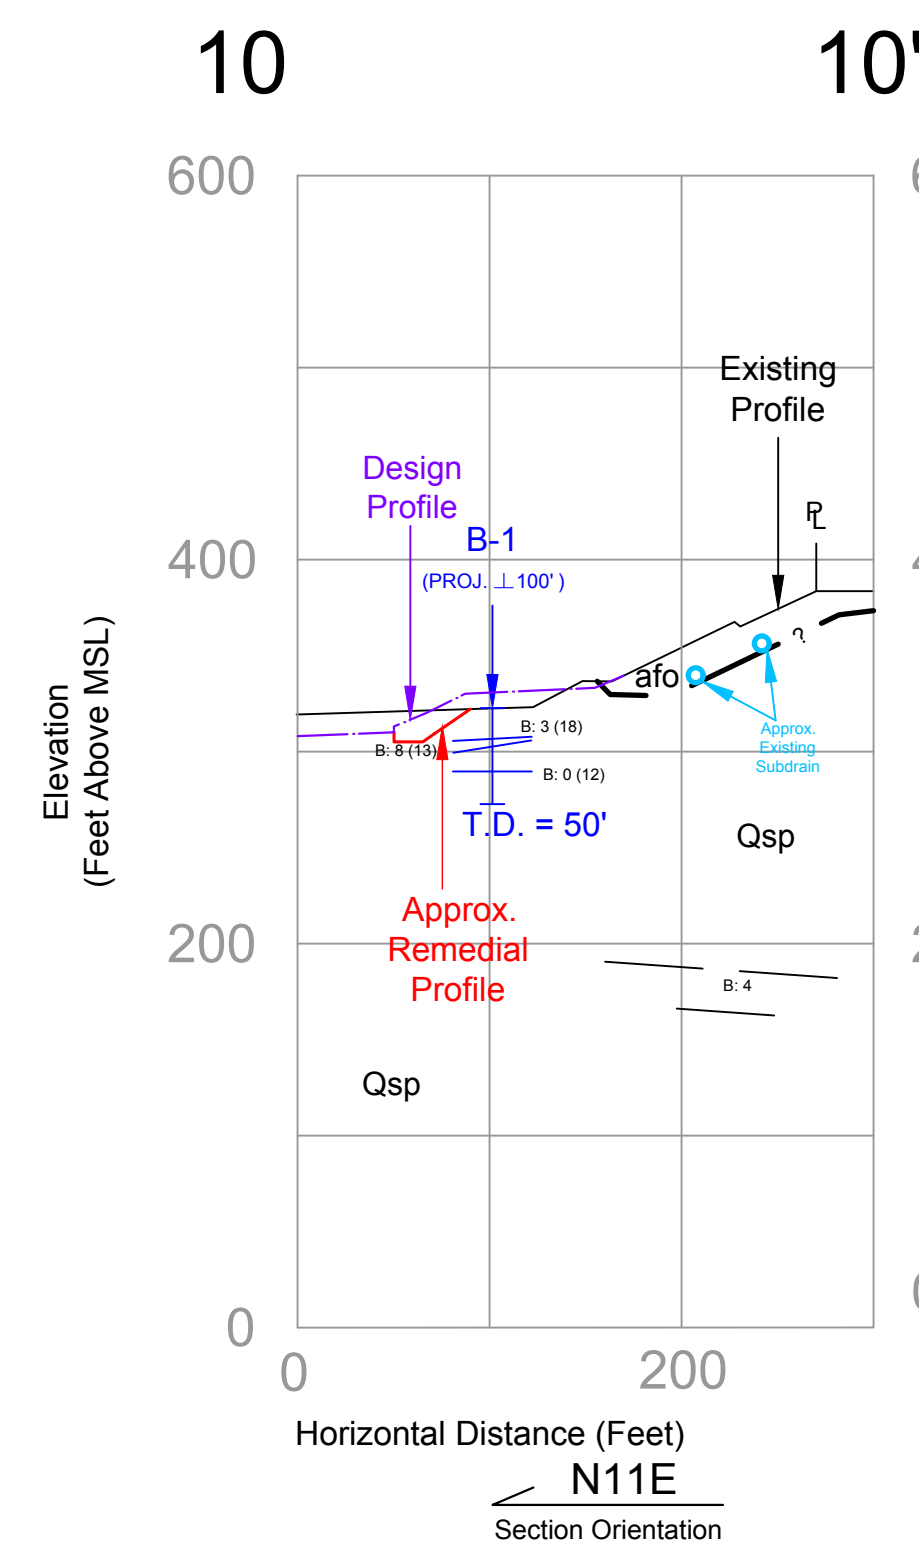 10
10'
600
Existing
Profile
Design
Profile
PL
B-1
400
(PROJ. ⊥100' )
?
afo
B: 3 (18)
Approx.
Existing
Subdrain
B: 8 (13)
B: 0 (12)
Elevation
(Feet Above MSL)
T.D. = 50'
Qsp
Approx.
Remedial
Profile
200
B: 4
Qsp
0
0
200
Horizontal Distance (Feet)
N11E
Section Orientation